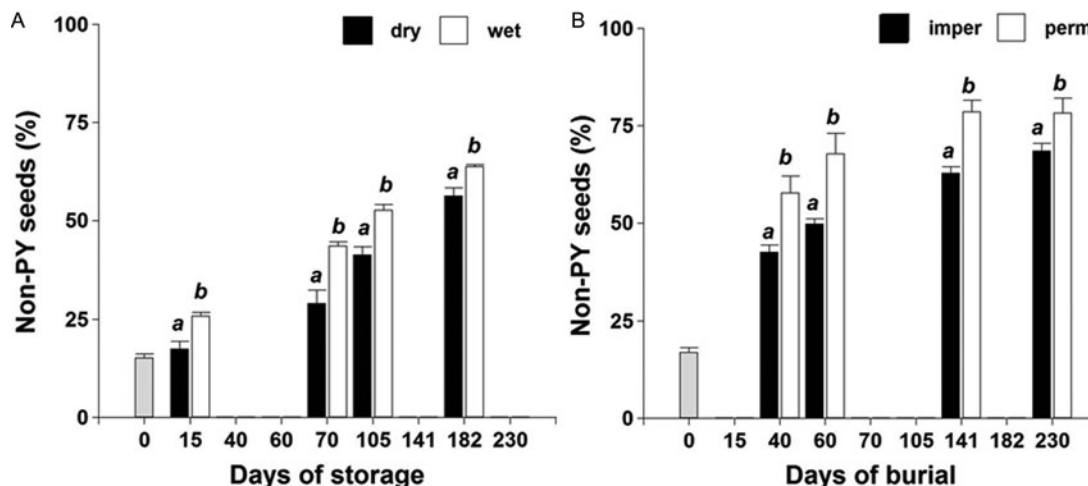 A
dry wet
100
75
50
25
0
Non-PY seeds (%)
a b a b a b a b
0 15 40 60 70 105 141 182 230
Days of storage
B
imper perm
100
75
50
25
0
Non-PY seeds (%)
a b a b a b a b
0 15 40 60 70 105 141 182 230
Days of burial